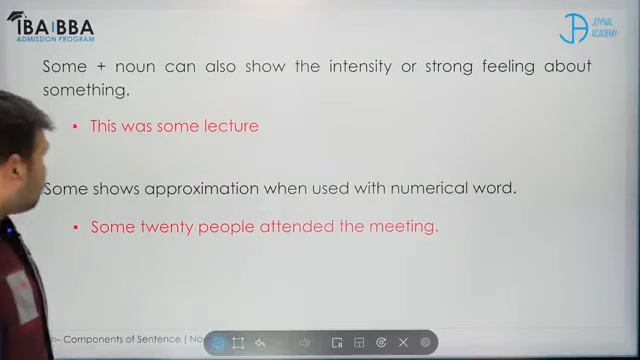 IBA|BBA
ADMISSION PROGRAM
JOYNAL
ACADEMY
Some + noun can also show the intensity or strong feeling about
something.
▪ This was some lecture
Some shows approximation when used with numerical word.
▪ Some twenty people attended the meeting.
– Components of Sentence | No